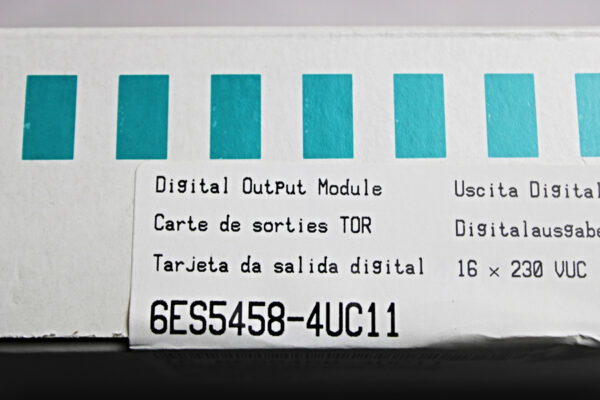 Digital Output Module
Carte de sorties TOR
Tarjeta da salida digital
6ES5458-4UC11
Uscita Digital
Digitalausgabe
16 x 230 VUC